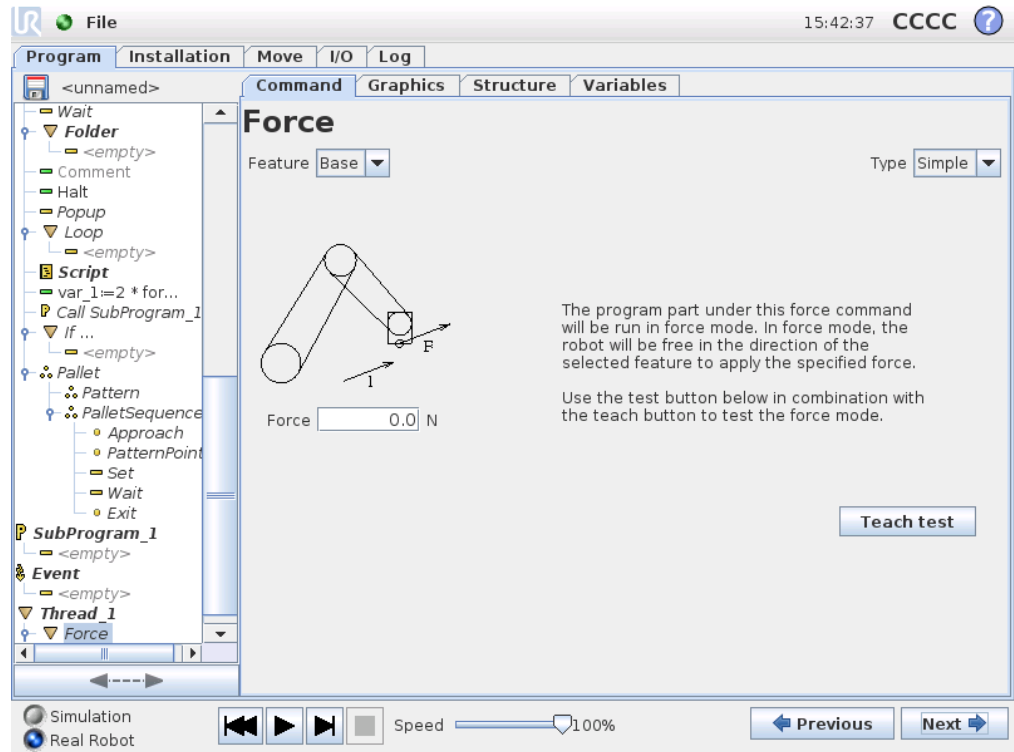 UR File 15:42:37 CCCC ?
Program Installation Move I/O Log
<unnamed>
Command Graphics Structure Variables
Wait
Folder
<empty>
Comment
Halt
Popup
Loop
<empty>
Script
var_1:=2 * for...
P Call SubProgram_1
If ...
<empty>
Pallet
Pattern
PalletSequence
Approach
PatternPoint
Set
Wait
Exit
P SubProgram_1
<empty>
Event
<empty>
Thread_1
Force
Force
Feature Base Type Simple
F
1
Force 0.0 N
The program part under this force command
will be run in force mode. In force mode, the
robot will be free in the direction of the
selected feature to apply the specified force.
Use the test button below in combination with
the teach button to test the force mode.
Teach test
Simulation
Real Robot
Speed 100%
Previous Next